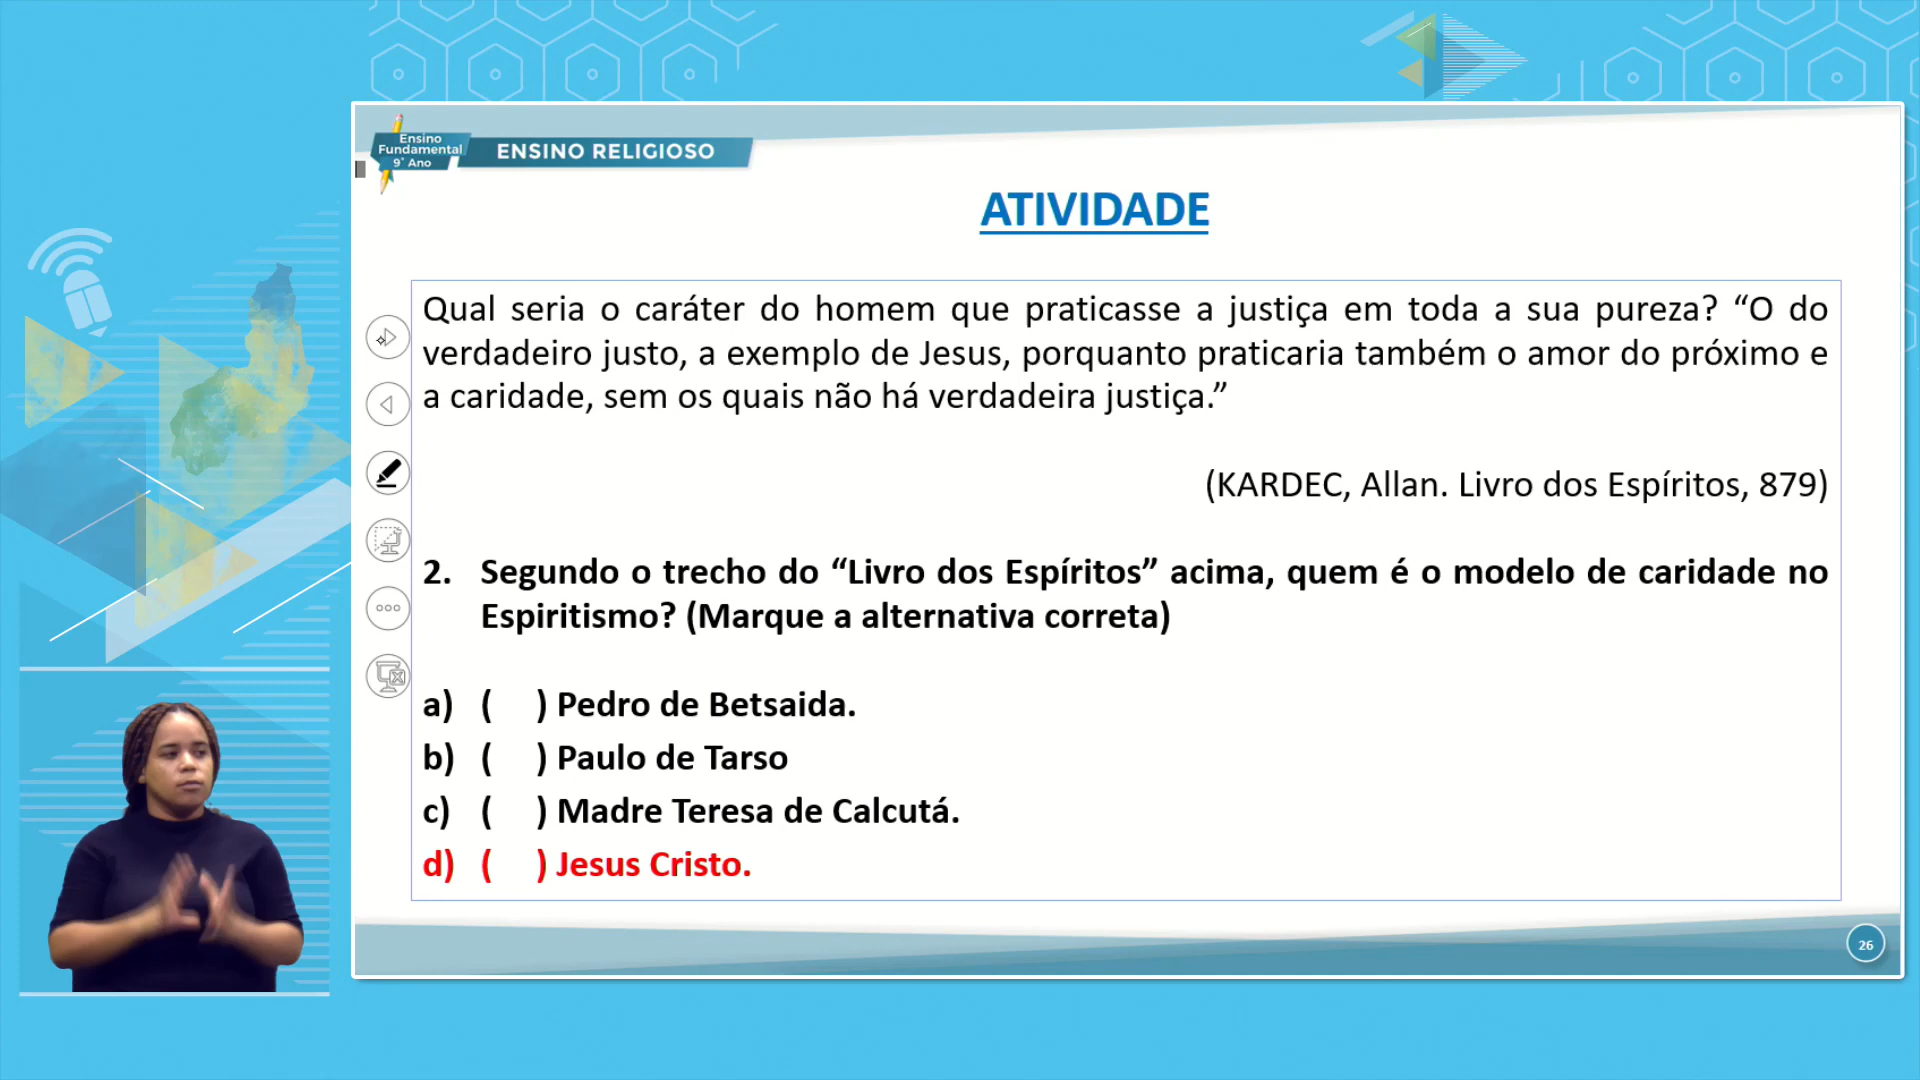 Ensino
Fundamental
9° Ano
ENSINO RELIGIOSO
ATIVIDADE
Qual seria o caráter do homem que praticasse a justiça em toda a sua pureza? “O do
verdadeiro justo, a exemplo de Jesus, porquanto praticaria também o amor do próximo e
a caridade, sem os quais não há verdadeira justiça.”
(KARDEC, Allan. Livro dos Espíritos, 879)
2. Segundo o trecho do “Livro dos Espíritos” acima, quem é o modelo de caridade no
Espiritismo? (Marque a alternativa correta)
a) ( ) Pedro de Betsaida.
b) ( ) Paulo de Tarso
c) ( ) Madre Teresa de Calcutá.
d) ( ) Jesus Cristo.
26